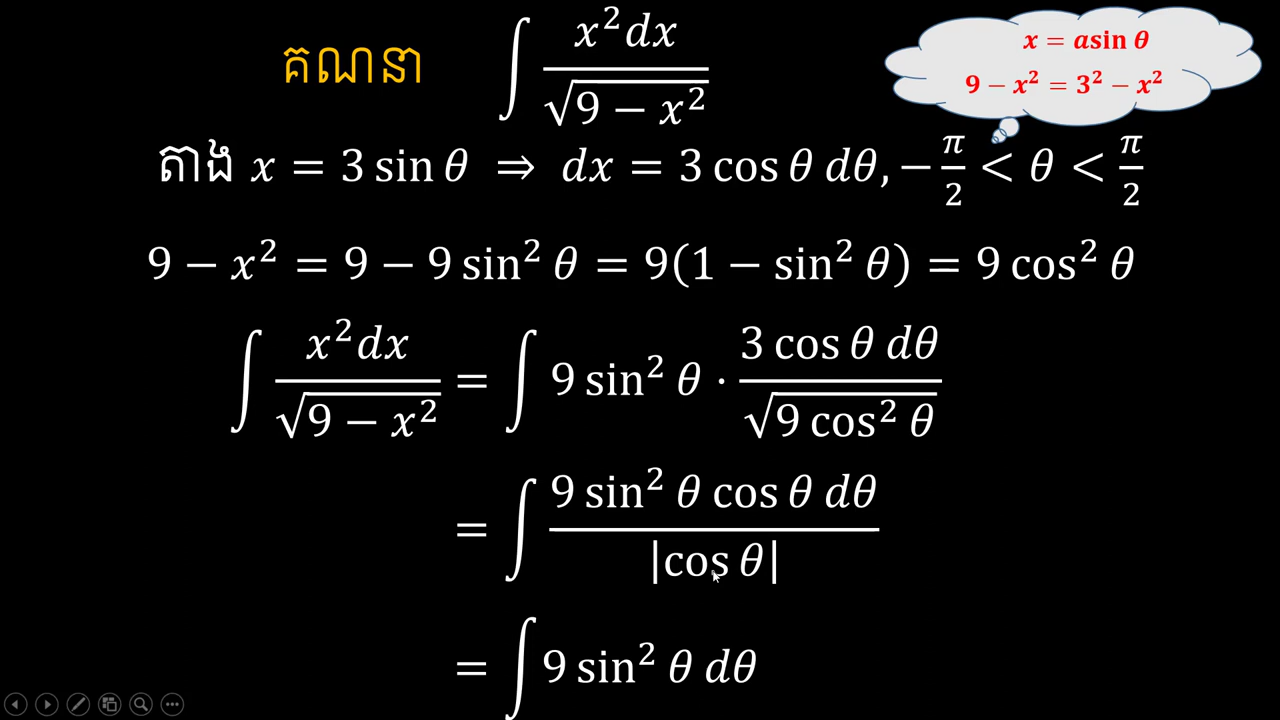 គណនា ∫ x²dx / √(9 − x²)
x = asin θ
9 − x² = 3² − x²
តាង x = 3 sin θ ⇒ dx = 3 cos θ dθ, −π/2 < θ < π/2
9 − x² = 9 − 9 sin² θ = 9(1 − sin² θ) = 9 cos² θ
∫ x²dx / √(9 − x²) = ∫ 9 sin² θ · 3 cos θ dθ / √(9 cos² θ)
= ∫ 9 sin² θ cos θ dθ / |cos θ|
= ∫ 9 sin² θ dθ